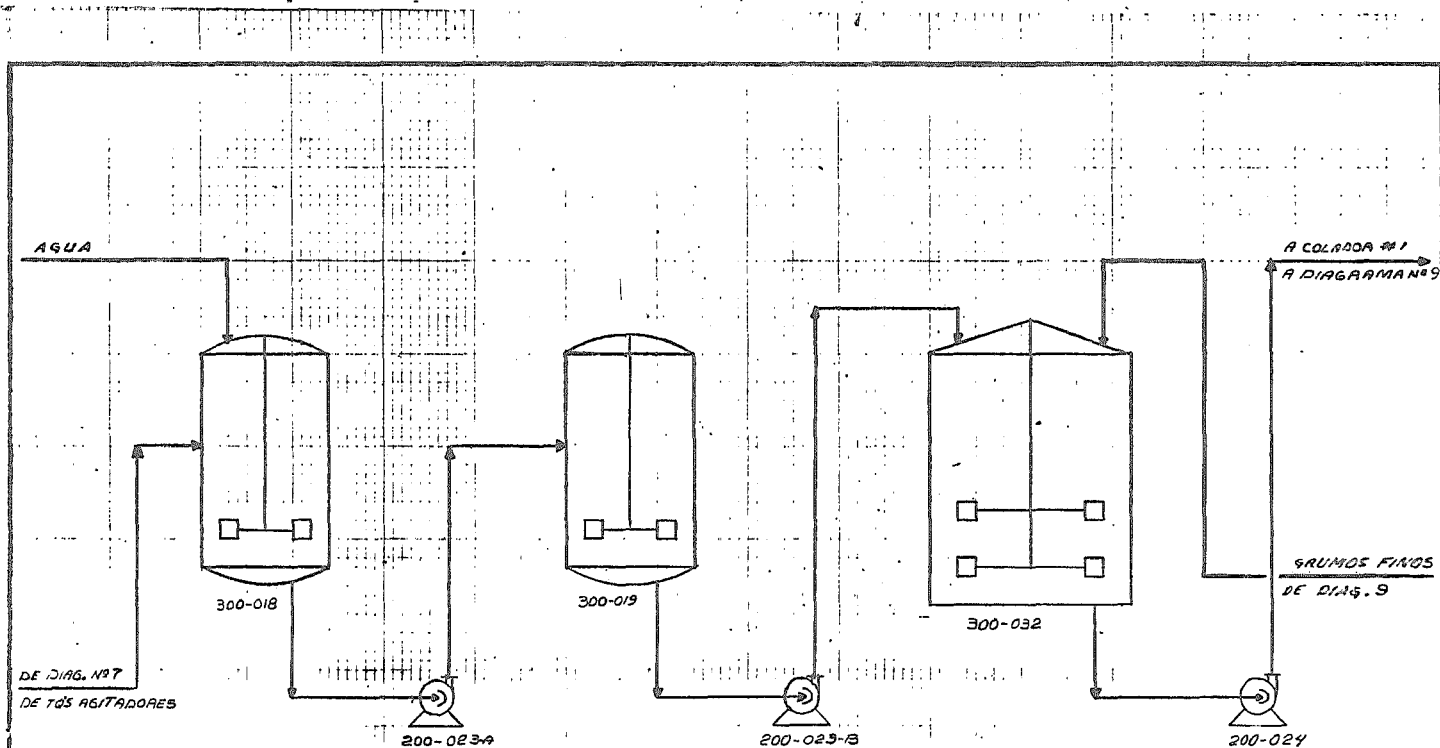 AGUA
A COLADOR #1
A DIAGRAMA Nº 9
300-018
300-019
300-032
GRUMOS FINOS
DE DIAG. 9
DE DIAG. Nº 7
DE TQ'S AGITADORES
200-023-A
200-023-B
200-024